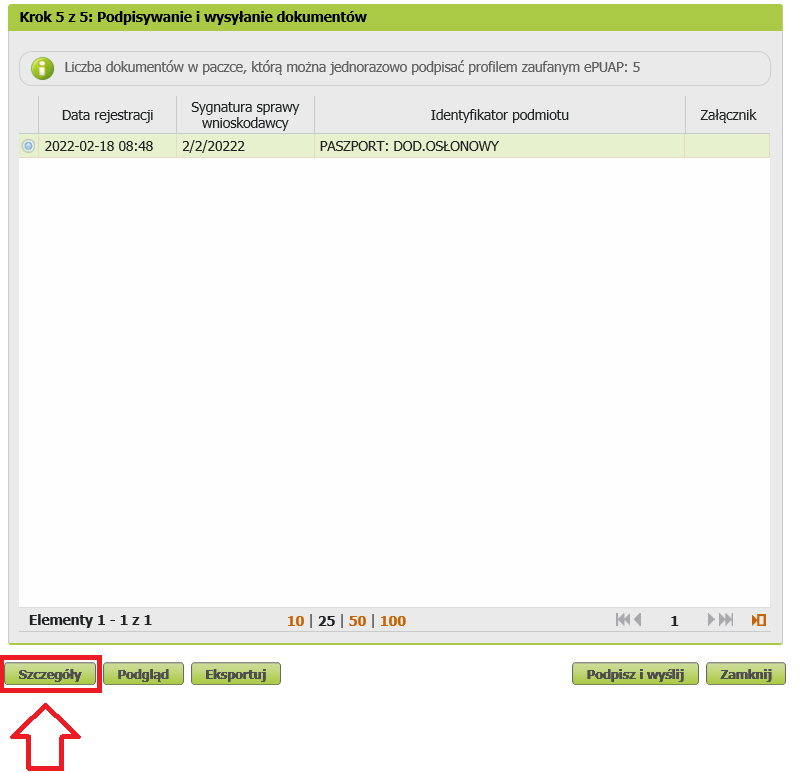 Krok 5 z 5: Podpisywanie i wysyłanie dokumentów
Liczba dokumentów w paczce, którą można jednorazowo podpisać profilem zaufanym ePUAP: 5
Data rejestracji
Sygnatura sprawy
wnioskodawcy
Identyfikator podmiotu
Załącznik
2022-02-18 08:48
2/2/20222
PASZPORT: DOD.OSŁONOWY
Elementy 1 - 1 z 1
10 | 25 | 50 | 100
1
Szczegóły
Podgląd
Eksportuj
Podpisz i wyślij
Zamknij